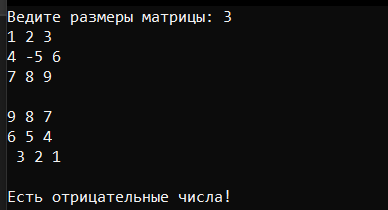 Ведите размеры матрицы: 3
1 2 3
4 -5 6
7 8 9
9 8 7
6 5 4
3 2 1
Есть отрицательные числа!